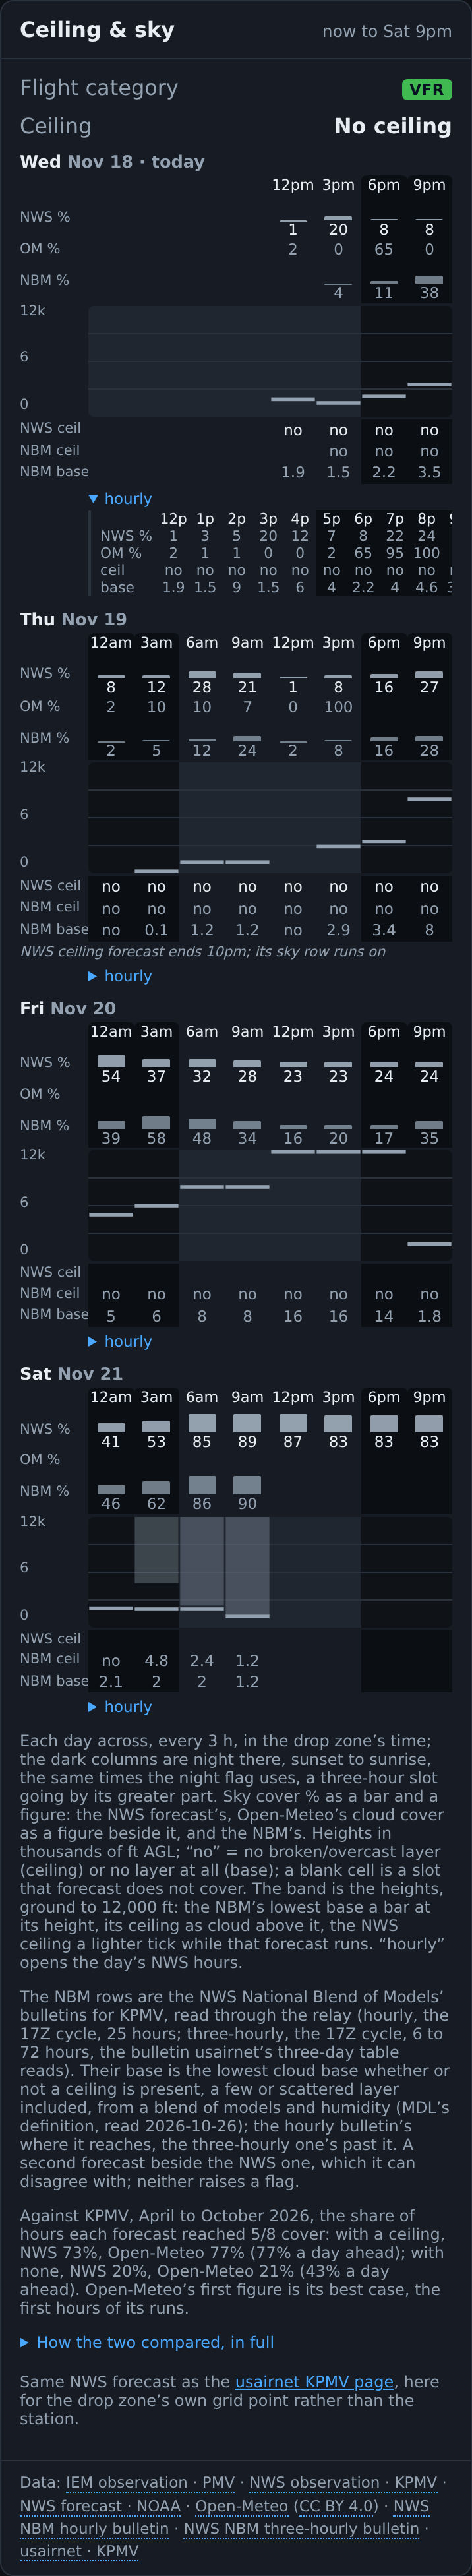 Ceiling & sky now to Sat 9pm
Flight category VFR
Ceiling No ceiling
Wed Nov 18 · today
12pm 3pm 6pm 9pm
NWS % 1 20 8 8
OM % 2 0 65 0
NBM % 4 11 38
12k
6
0
NWS ceil no no no no
NBM ceil no no no
NBM base 1.9 1.5 2.2 3.5
▼ hourly
12p 1p 2p 3p 4p 5p 6p 7p 8p
NWS % 1 3 5 20 12 7 8 22 24
OM % 2 1 1 0 0 2 65 95 100
ceil no no no no no no no no no
base 1.9 1.5 9 1.5 6 4 2.2 4 4.6
Thu Nov 19
12am 3am 6am 9am 12pm 3pm 6pm 9pm
NWS % 8 12 28 21 1 8 16 27
OM % 2 10 10 7 0 100
NBM % 2 5 12 24 2 8 16 28
12k
6
0
NWS ceil no no no no no no no no
NBM ceil no no no no no no no no
NBM base no 0.1 1.2 1.2 no 2.9 3.4 8
NWS ceiling forecast ends 10pm; its sky row runs on
▶ hourly
Fri Nov 20
12am 3am 6am 9am 12pm 3pm 6pm 9pm
NWS % 54 37 32 28 23 23 24 24
OM %
NBM % 39 58 48 34 16 20 17 35
12k
6
0
NWS ceil
NBM ceil no no no no no no no no
NBM base 5 6 8 8 16 16 14 1.8
▶ hourly
Sat Nov 21
12am 3am 6am 9am 12pm 3pm 6pm 9pm
NWS % 41 53 85 89 87 83 83 83
OM %
NBM % 46 62 86 90
12k
6
0
NWS ceil
NBM ceil no 4.8 2.4 1.2
NBM base 2.1 2 2 1.2
▶ hourly
Each day across, every 3 h, in the drop zone’s time;
the dark columns are night there, sunset to sunrise,
the same times the night flag uses, a three-hour slot
going by its greater part. Sky cover % as a bar and a
figure: the NWS forecast’s, Open-Meteo’s cloud cover
as a figure beside it, and the NBM’s. Heights in
thousands of ft AGL; “no” = no broken/overcast layer
(ceiling) or no layer at all (base); a blank cell is a slot
that forecast does not cover. The band is the heights,
ground to 12,000 ft: the NBM’s lowest base a bar at
its height, its ceiling as cloud above it, the NWS
ceiling a lighter tick while that forecast runs. “hourly”
opens the day’s NWS hours.
The NBM rows are the NWS National Blend of Models’
bulletins for KPMV, read through the relay (hourly, the
17Z cycle, 25 hours; three-hourly, the 17Z cycle, 6 to
72 hours, the bulletin usairnet’s three-day table
reads). Their base is the lowest cloud base whether or
not a ceiling is present, a few or scattered layer
included, from a blend of models and humidity (MDL’s
definition, read 2026-10-26); the hourly bulletin’s
where it reaches, the three-hourly one’s past it. A
second forecast beside the NWS one, which it can
disagree with; neither raises a flag.
Against KPMV, April to October 2026, the share of
hours each forecast reached 5/8 cover: with a ceiling,
NWS 73%, Open-Meteo 77% (77% a day ahead); with
none, NWS 20%, Open-Meteo 21% (43% a day
ahead). Open-Meteo’s first figure is its best case, the
first hours of its runs.
▶ How the two compared, in full
Same NWS forecast as the usairnet KPMV page, here
for the drop zone’s own grid point rather than the
station.
Data: IEM observation · PMV · NWS observation · KPMV ·
NWS forecast · NOAA · Open-Meteo (CC BY 4.0) · NWS
NBM hourly bulletin · NWS NBM three-hourly bulletin ·
usairnet · KPMV